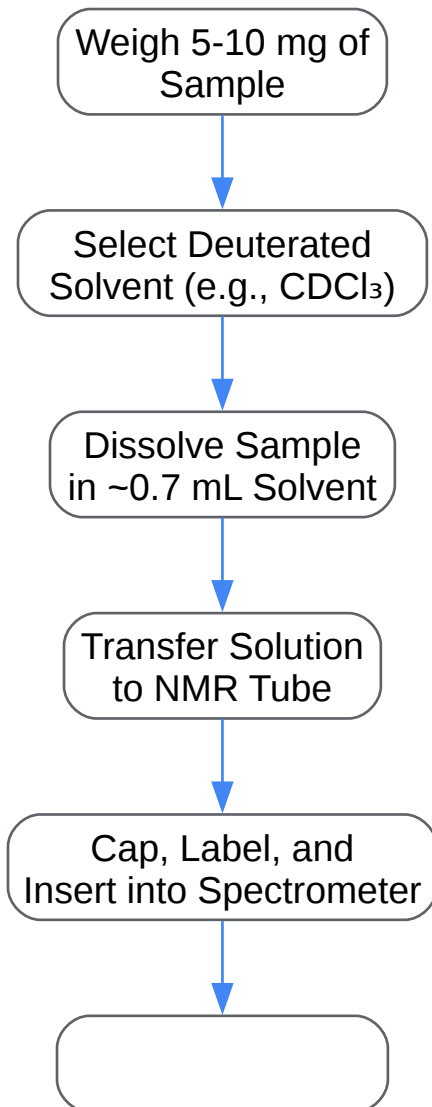 Weigh 5-10 mg of
Sample
Select Deuterated
Solvent (e.g., CDCl₃)
Dissolve Sample
in ~0.7 mL Solvent
Transfer Solution
to NMR Tube
Cap, Label, and
Insert into Spectrometer